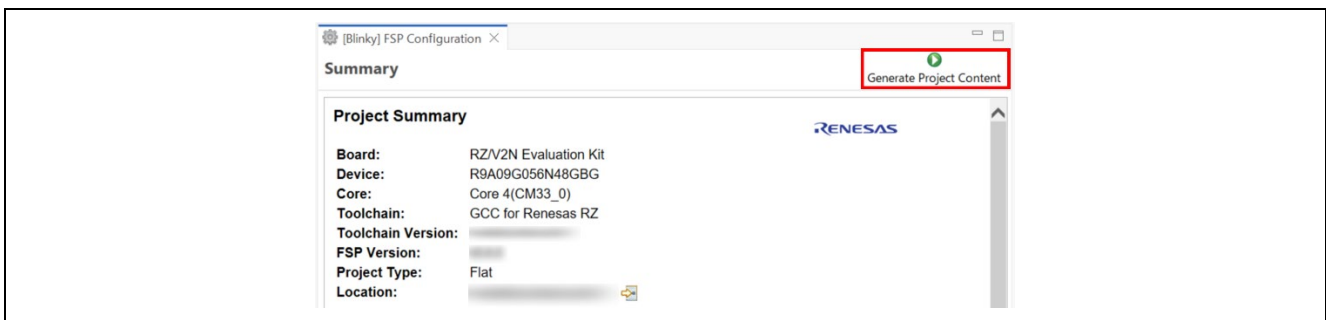 [Blinky] FSP Configuration
Summary
Generate Project Content
Project Summary
RENESAS
Board: RZ/V2N Evaluation Kit
Device: R9A09G056N48GBG
Core: Core 4(CM33_0)
Toolchain: GCC for Renesas RZ
Toolchain Version:
FSP Version:
Project Type: Flat
Location: